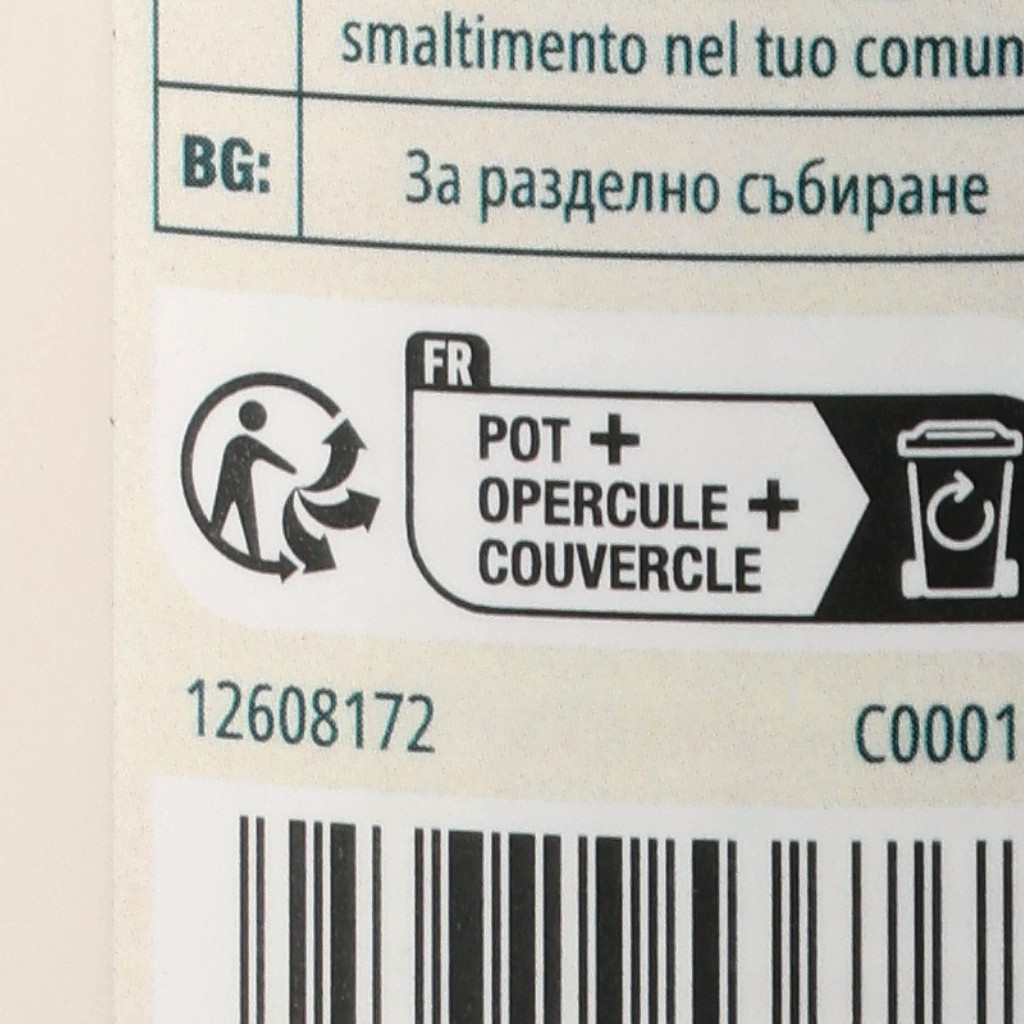 smaltimento nel tuo comun
BG: За разделно събиране
FR
POT +
OPERCULE +
COUVERCLE
12608172 C0001